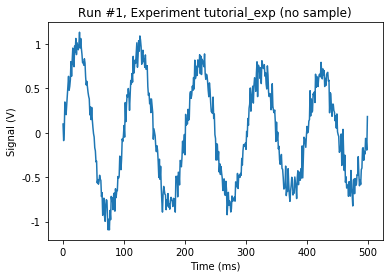 Run #1, Experiment tutorial_exp (no sample)
1
0.5
0
-0.5
-1
Signal (V)
0 100 200 300 400 500
Time (ms)